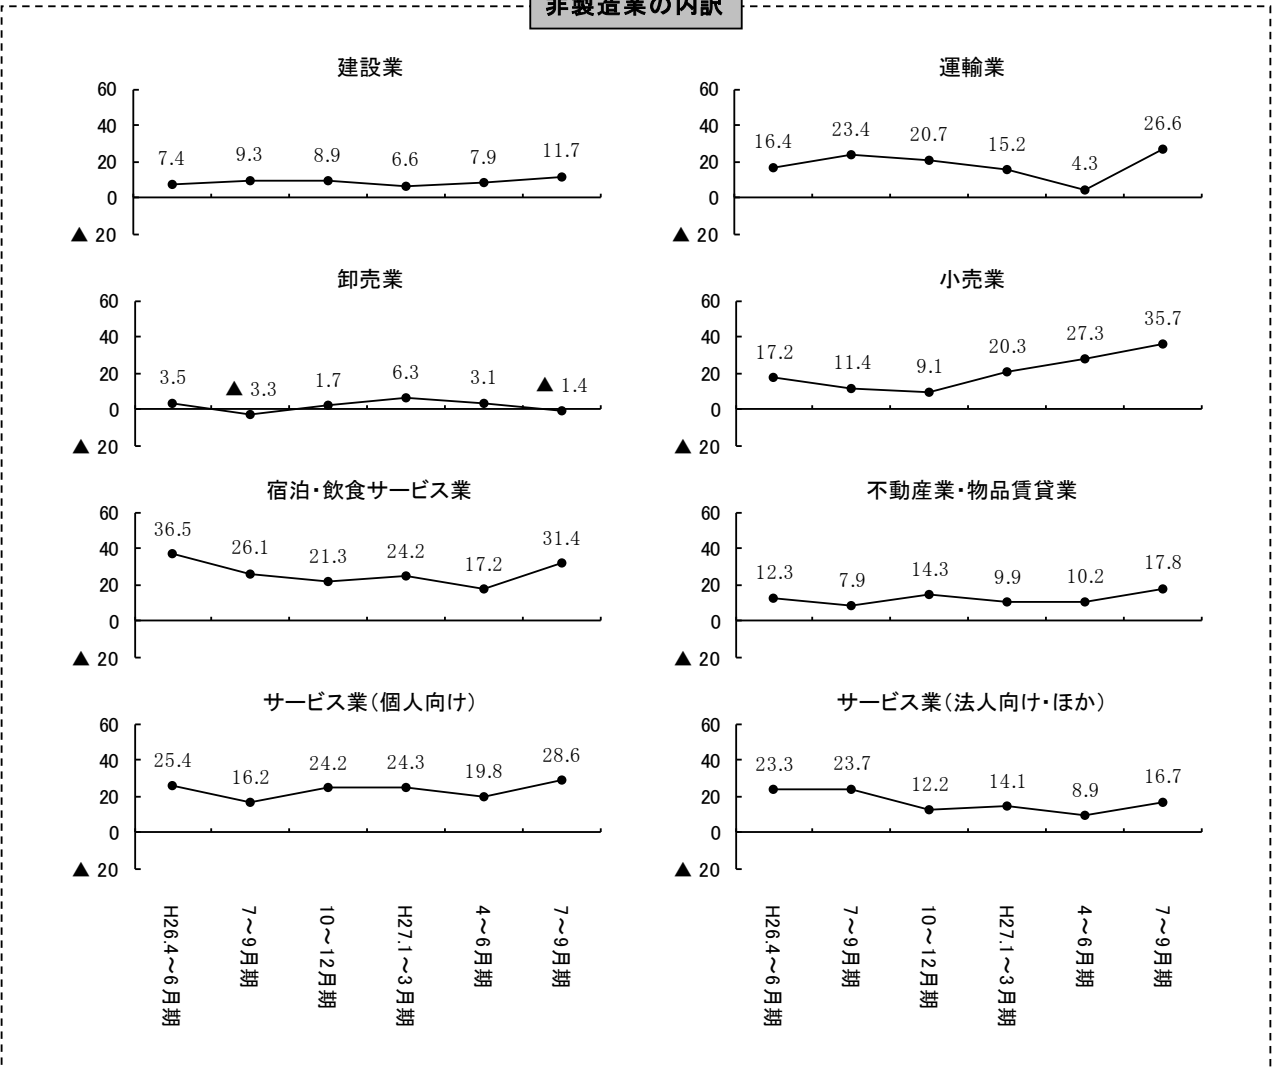 非製造業の内訳
建設業
60
40
20
0
▲ 20
7.4 9.3 8.9 6.6 7.9 11.7
運輸業
60
40
20
0
▲ 20
16.4 23.4 20.7 15.2 4.3 26.6
卸売業
60
40
20
0
▲ 20
3.5 ▲ 3.3 1.7 6.3 3.1 ▲ 1.4
小売業
60
40
20
0
▲ 20
17.2 11.4 9.1 20.3 27.3 35.7
宿泊・飲食サービス業
60
40
20
0
▲ 20
36.5 26.1 21.3 24.2 17.2 31.4
不動産業・物品賃貸業
60
40
20
0
▲ 20
12.3 7.9 14.3 9.9 10.2 17.8
サービス業（個人向け）
60
40
20
0
▲ 20
25.4 16.2 24.2 24.3 19.8 28.6
サービス業（法人向け・ほか）
60
40
20
0
▲ 20
23.3 23.7 12.2 14.1 8.9 16.7
H26.4～6月期
7～9月期
10～12月期
H27.1～3月期
4～6月期
7～9月期
H26.4～6月期
7～9月期
10～12月期
H27.1～3月期
4～6月期
7～9月期